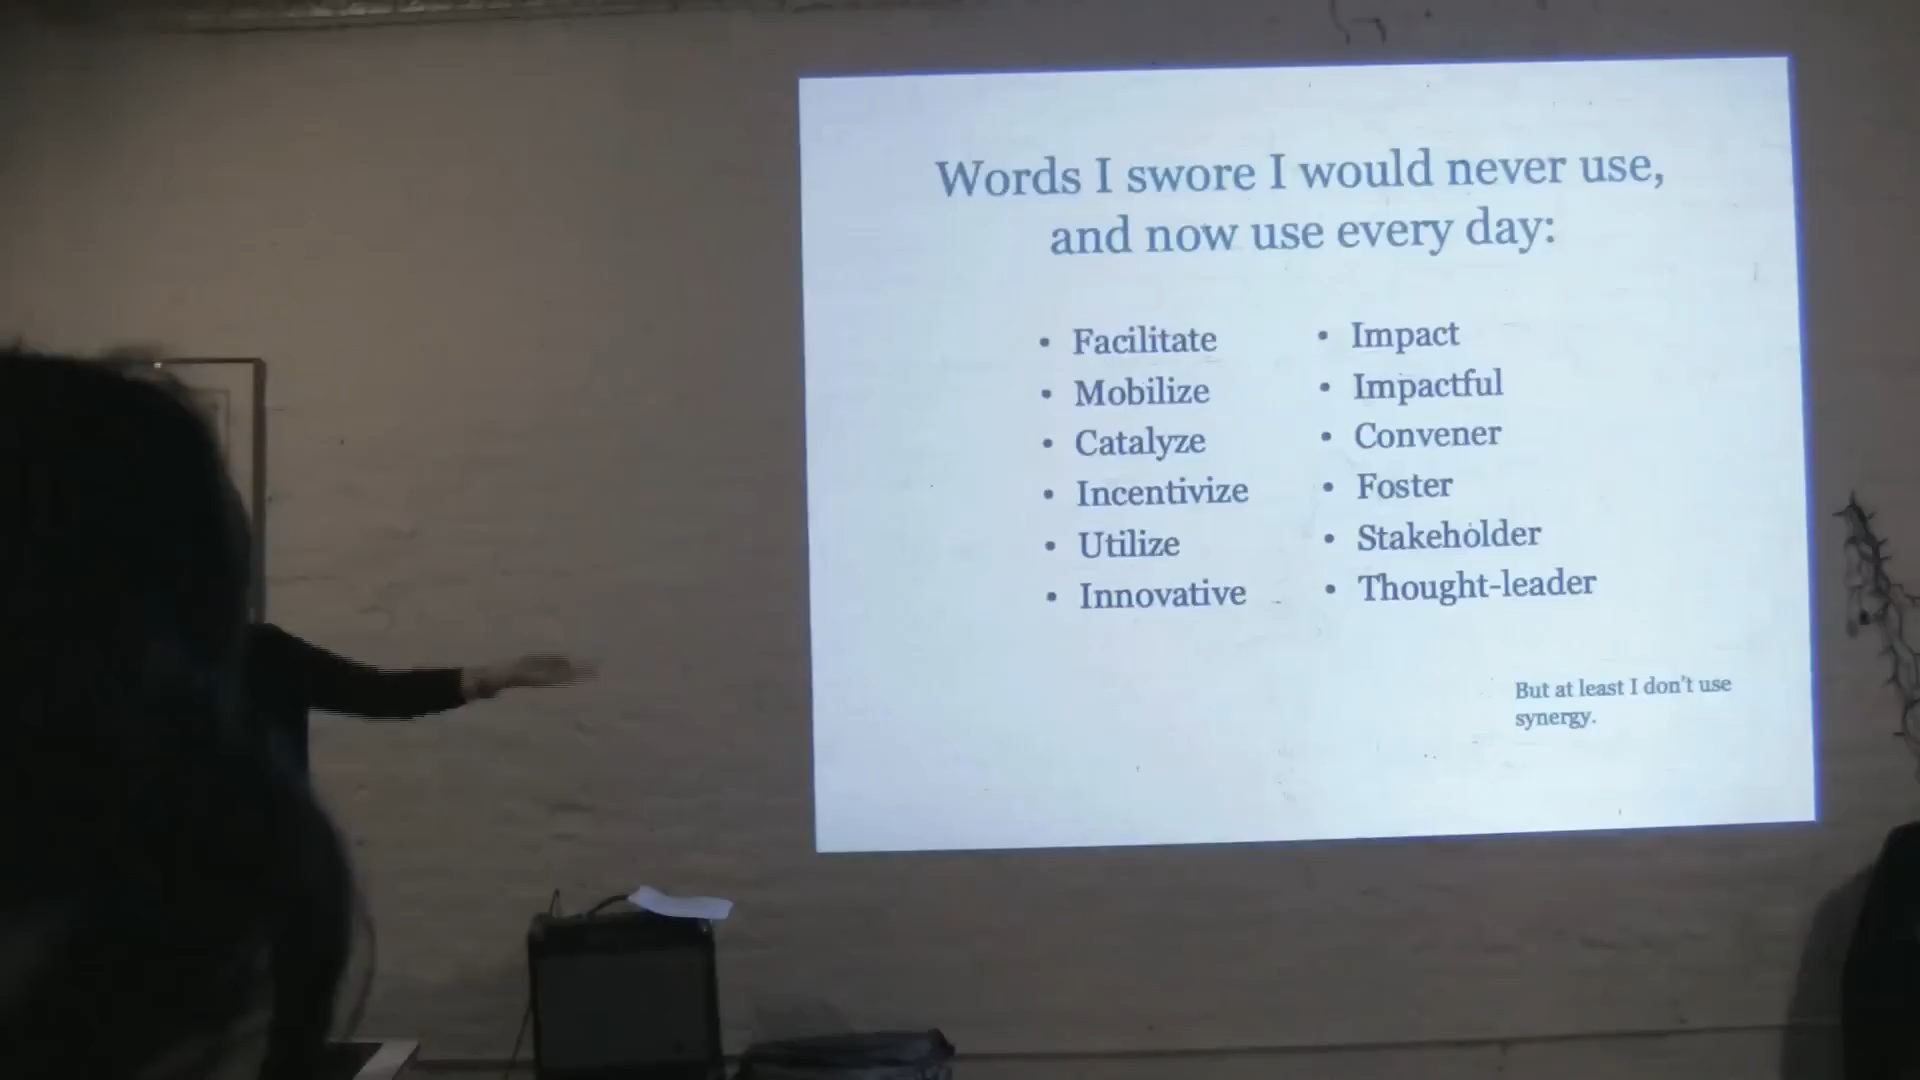 Words I swore I would never use,
and now use every day:
• Facilitate
• Mobilize
• Catalyze
• Incentivize
• Utilize
• Innovative
• Impact
• Impactful
• Convener
• Foster
• Stakeholder
• Thought-leader
But at least I don't use
synergy.